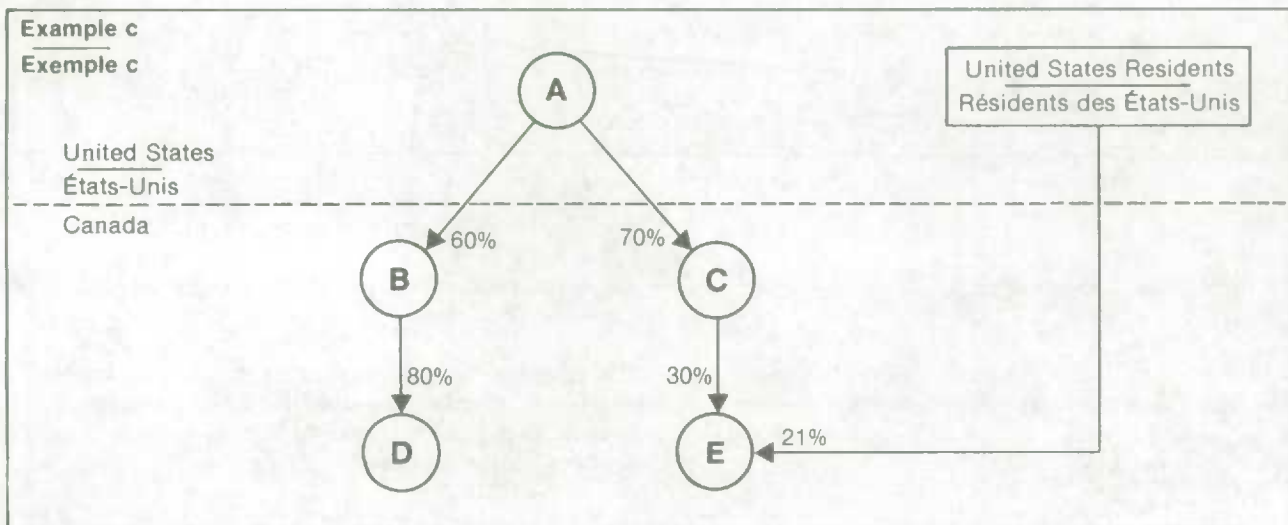 Example c
Exemple c
A
United States Residents
Résidents des États-Unis
United States
États-Unis
Canada
60%
70%
B
C
80%
30%
D
E
21%